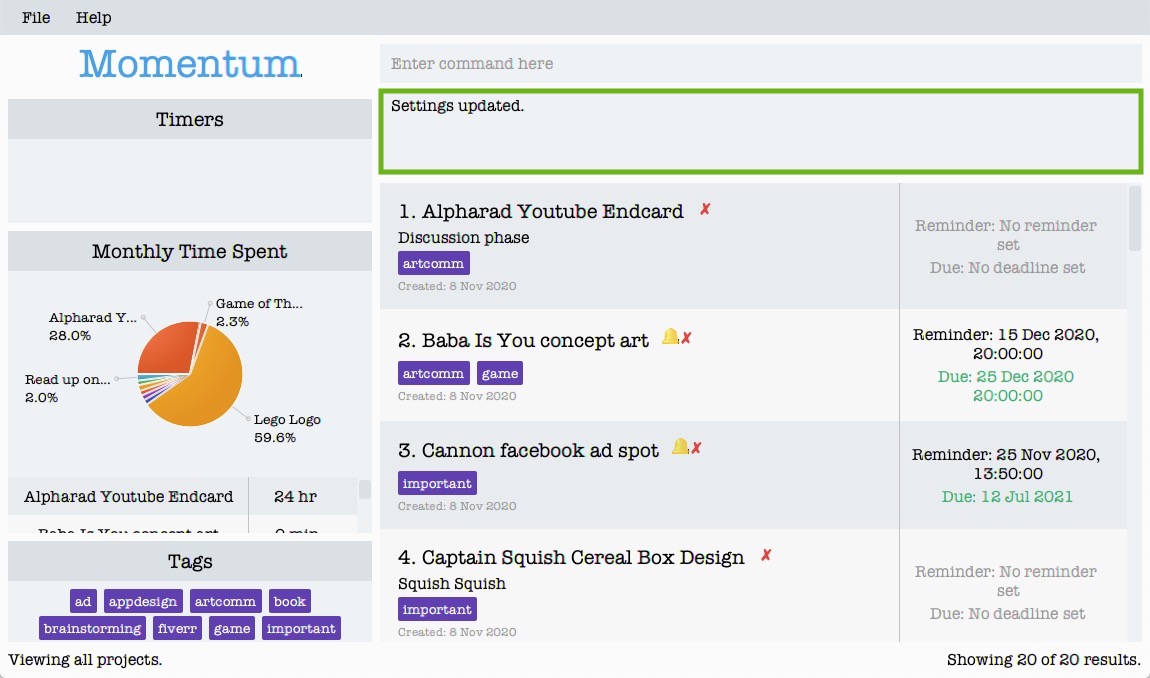 File Help
Momentum
Enter command here
Settings updated.
Timers
Monthly Time Spent
Game of Th...
2.3%
Alpharad Y...
28.0%
Read up on...
2.0%
Lego Logo
59.6%
Alpharad Youtube Endcard 24 hr
Baba Is You concept art 0 min
Tags
ad appdesign artcomm book
brainstorming fiverr game important
1. Alpharad Youtube Endcard ✗
Discussion phase
artcomm
Created: 8 Nov 2020
Reminder: No reminder
set
Due: No deadline set
2. Baba Is You concept art 🔔✗
artcomm game
Created: 8 Nov 2020
Reminder: 15 Dec 2020,
20:00:00
Due: 25 Dec 2020
20:00:00
3. Cannon facebook ad spot 🔔✗
important
Created: 8 Nov 2020
Reminder: 25 Nov 2020,
13:50:00
Due: 12 Jul 2021
4. Captain Squish Cereal Box Design ✗
Squish Squish
important
Created: 8 Nov 2020
Reminder: No reminder
set
Due: No deadline set
Viewing all projects.
Showing 20 of 20 results.